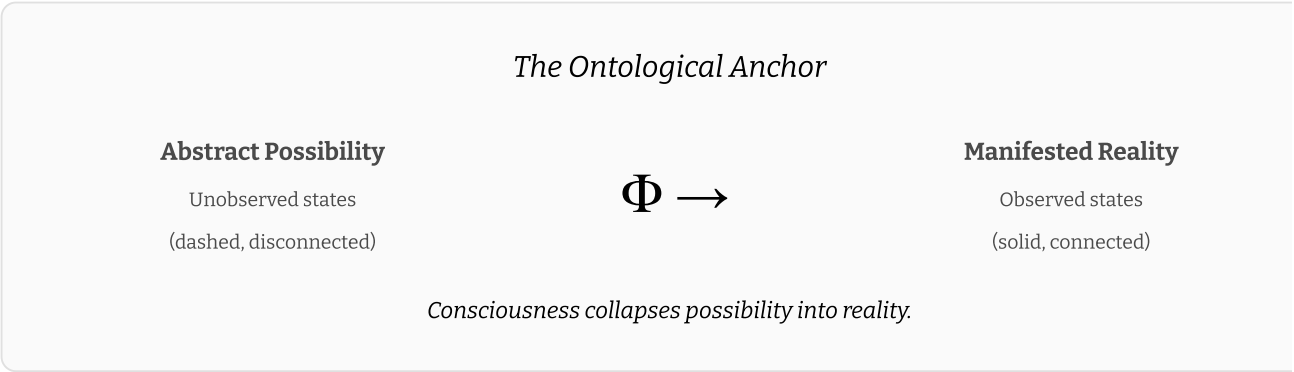 The Ontological Anchor
Abstract Possibility
Unobserved states
(dashed, disconnected)
Φ →
Manifested Reality
Observed states
(solid, connected)
Consciousness collapses possibility into reality.